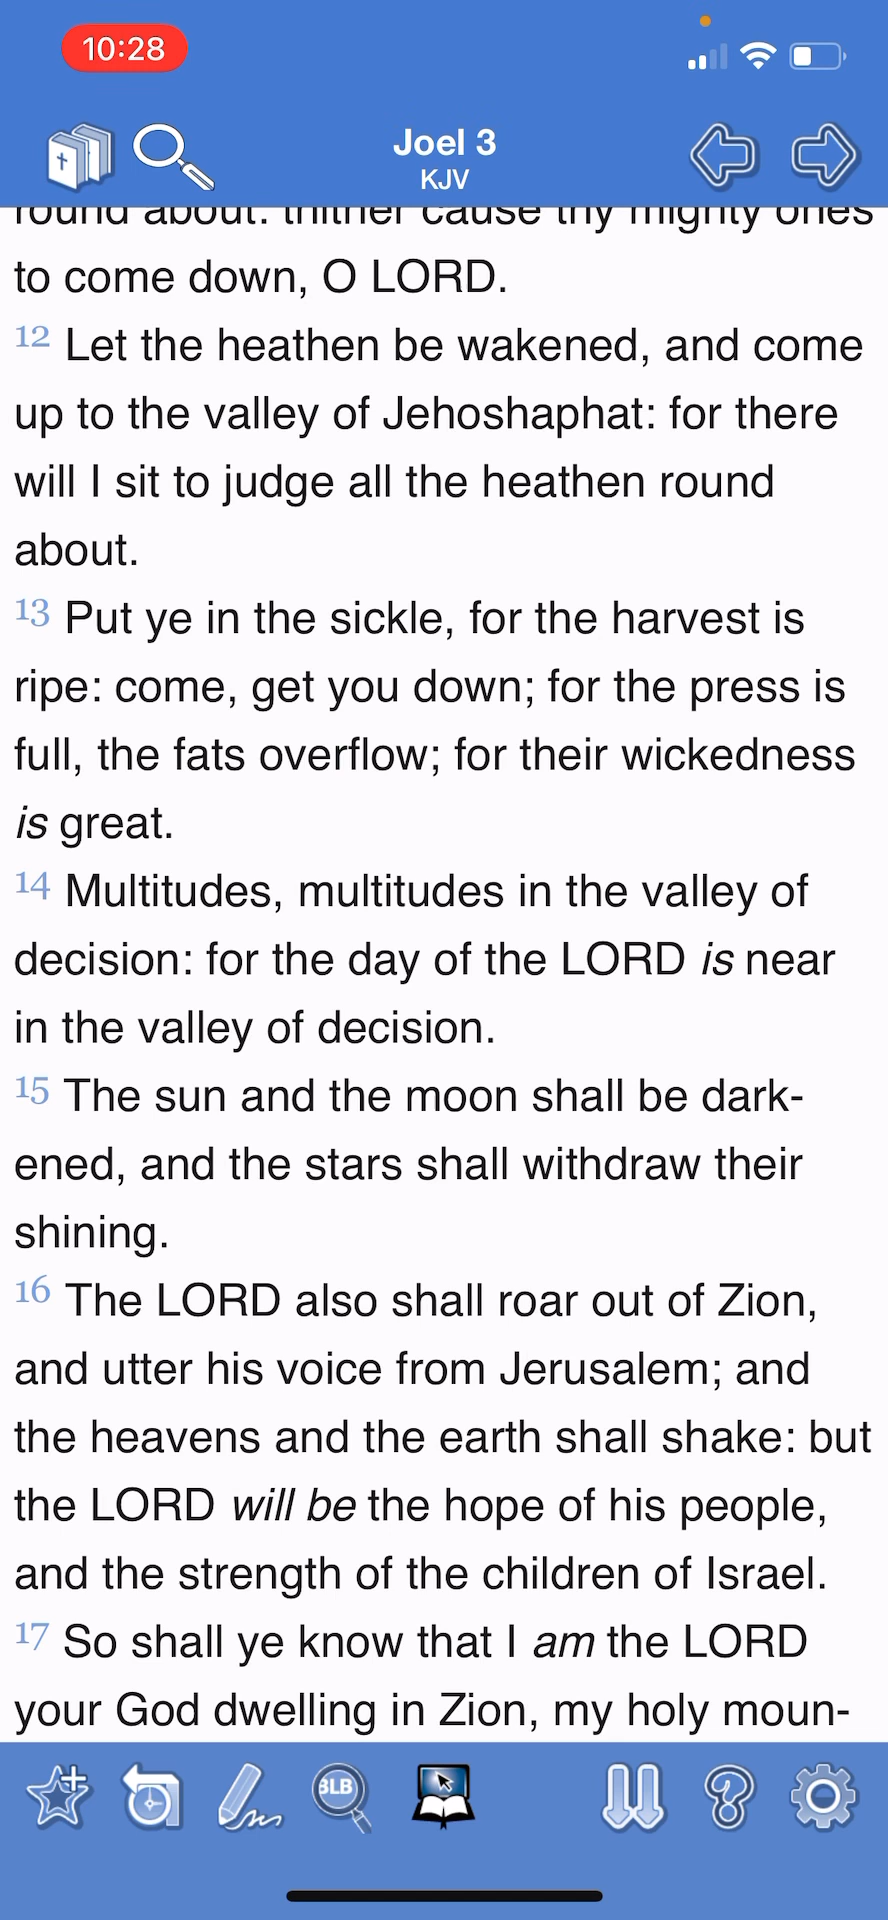 10:28
Joel 3
KJV
round about: thither cause thy mighty ones
to come down, O LORD.
12 Let the heathen be wakened, and come
up to the valley of Jehoshaphat: for there
will I sit to judge all the heathen round
about.
13 Put ye in the sickle, for the harvest is
ripe: come, get you down; for the press is
full, the fats overflow; for their wickedness
is great.
14 Multitudes, multitudes in the valley of
decision: for the day of the LORD is near
in the valley of decision.
15 The sun and the moon shall be dark-
ened, and the stars shall withdraw their
shining.
16 The LORD also shall roar out of Zion,
and utter his voice from Jerusalem; and
the heavens and the earth shall shake: but
the LORD will be the hope of his people,
and the strength of the children of Israel.
17 So shall ye know that I am the LORD
your God dwelling in Zion, my holy moun-
BLB